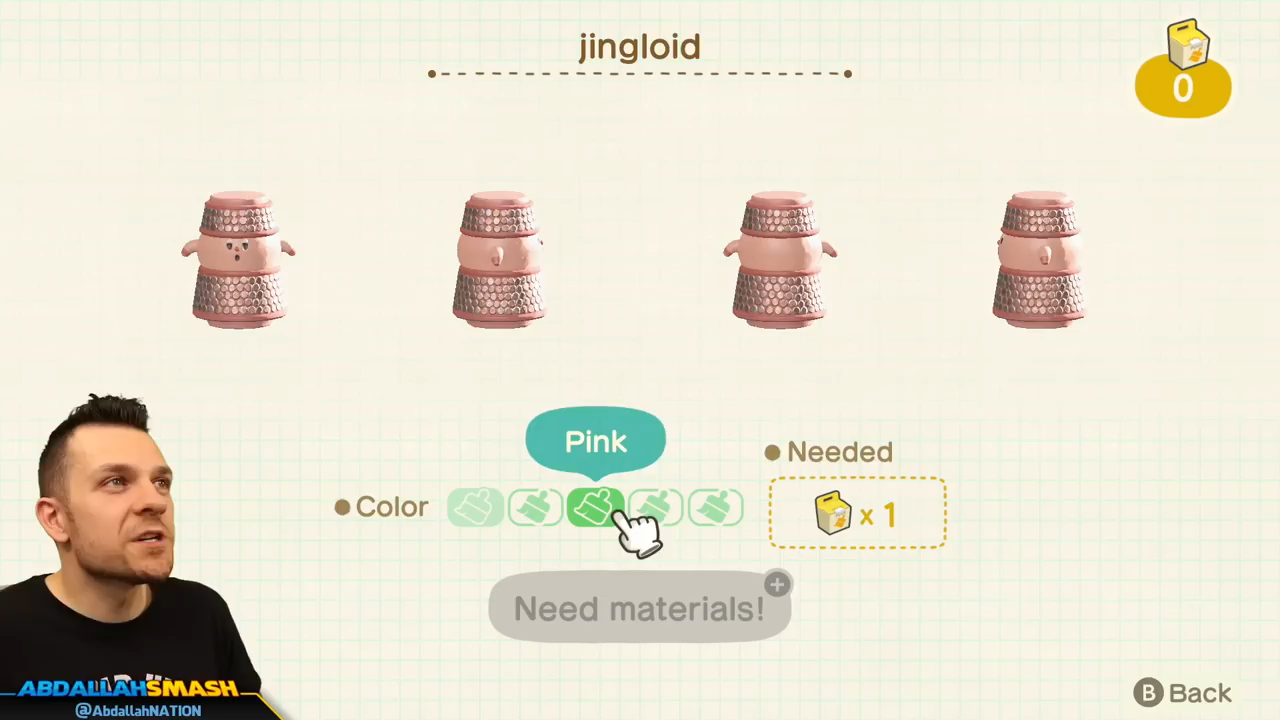 jingloid
0
Pink
Needed
Color
x 1
Need materials!
ABDALLAHSMASH
@AbdallahNATION
B Back